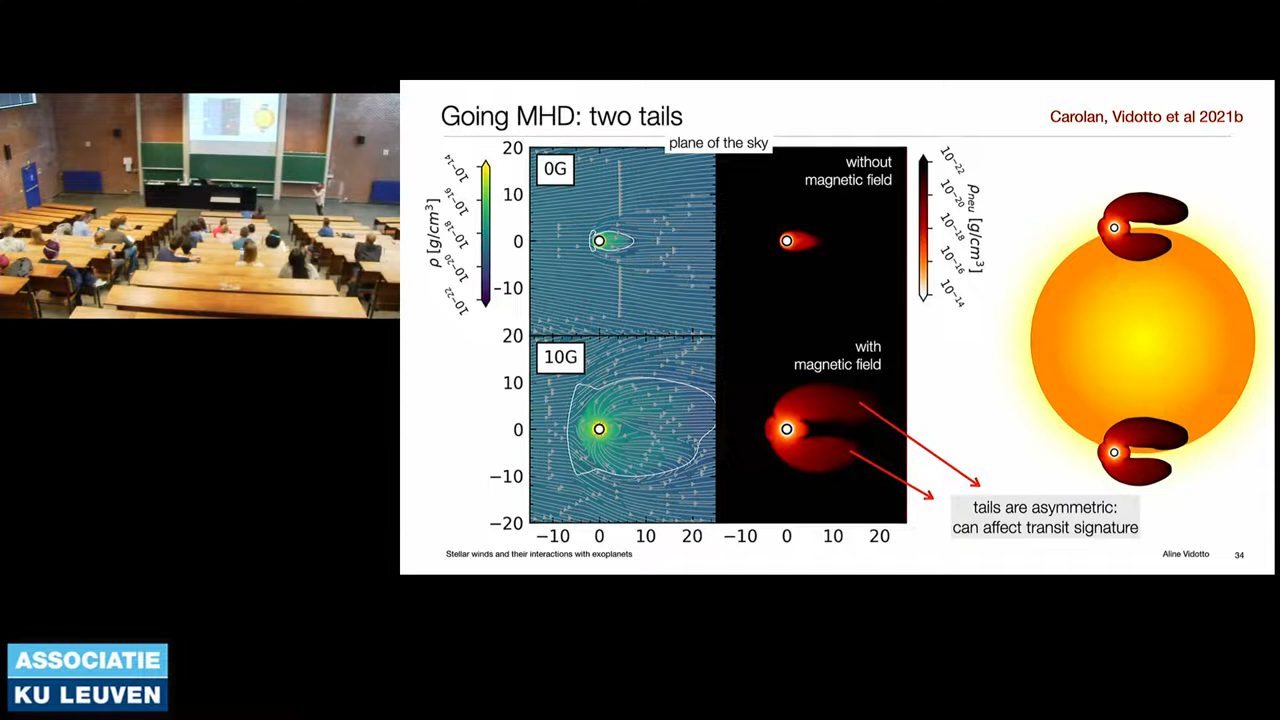 Going MHD: two tails
Carolan, Vidotto et al 2021b
plane of the sky
ρ [g/cm³]
10⁻¹⁴
10⁻¹⁶
10⁻¹⁸
10⁻²⁰
10⁻²²
20
10
0
−10
20
10
0
−10
−20
0G
without
magnetic field
10G
with
magnetic field
−10 0 10 20 −10 0 10 20
10⁻²²
10⁻²⁰
10⁻¹⁸
10⁻¹⁶
10⁻¹⁴
ρneu [g/cm³]
tails are asymmetric:
can affect transit signature
Stellar winds and their interactions with exoplanets
Aline Vidotto 34
ASSOCIATIE
KU LEUVEN